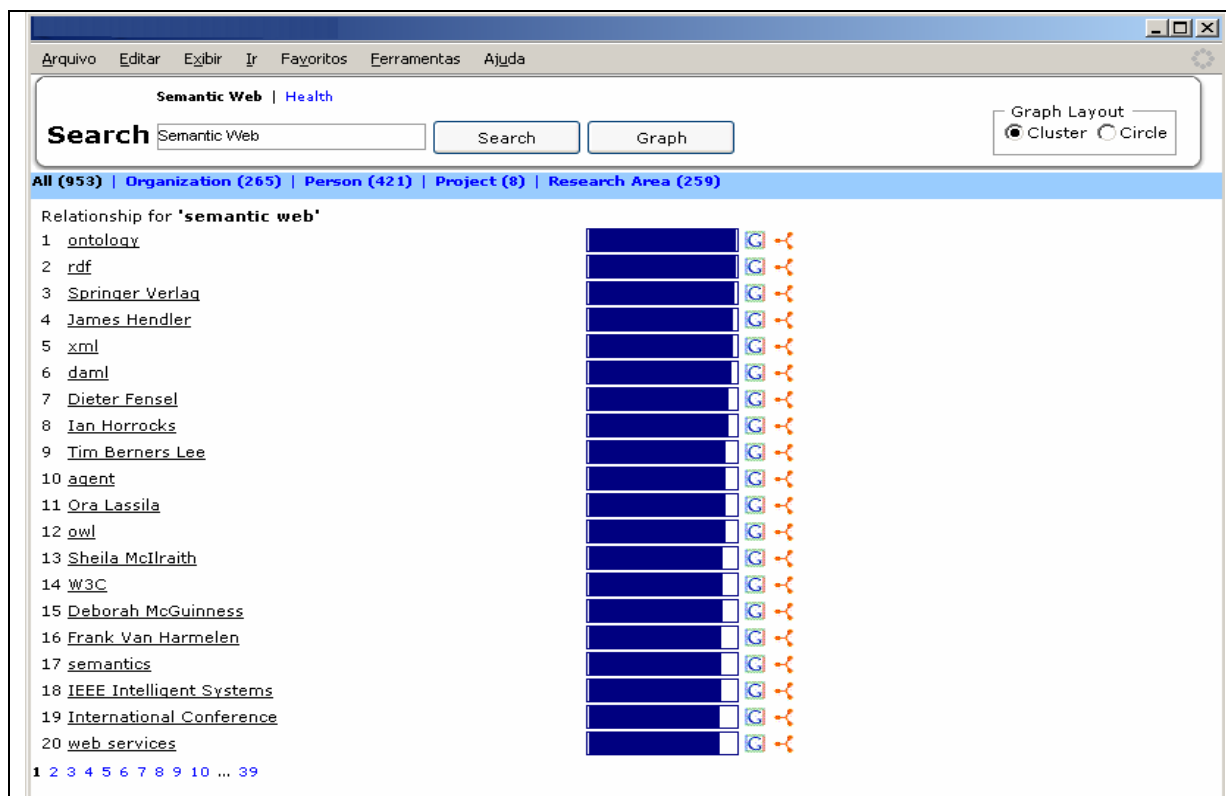 Arquivo Editar Exibir Ir Favoritos Ferramentas Ajuda
Semantic Web | Health
Search Semantic Web Search Graph
Graph Layout
Cluster Circle
All (953) | Organization (265) | Person (421) | Project (8) | Research Area (259)
Relationship for 'semantic web'
1 ontology G
2 rdf G
3 Springer Verlag G
4 James Hendler G
5 xml G
6 daml G
7 Dieter Fensel G
8 Ian Horrocks G
9 Tim Berners Lee G
10 agent G
11 Ora Lassila G
12 owl G
13 Sheila McIlraith G
14 W3C G
15 Deborah McGuinness G
16 Frank Van Harmelen G
17 semantics G
18 IEEE Intelligent Systems G
19 International Conference G
20 web services G
1 2 3 4 5 6 7 8 9 10 ... 39